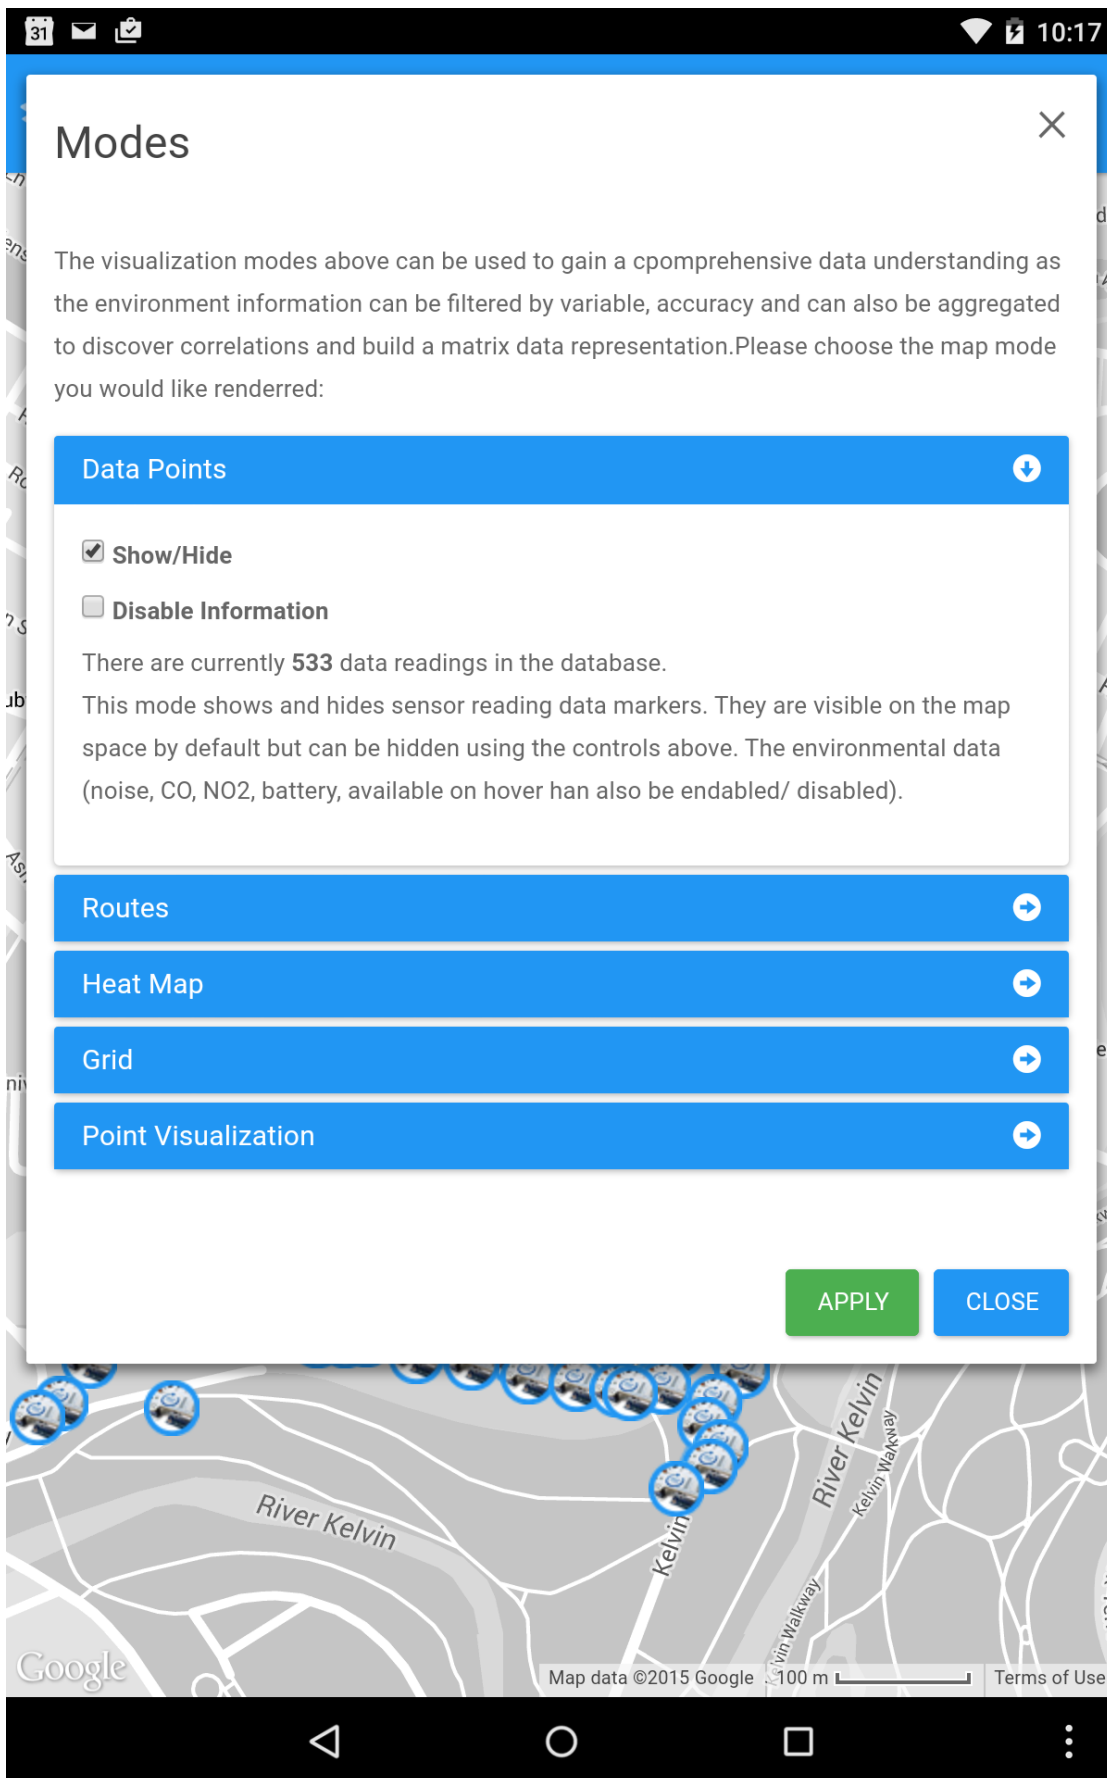 31
10:17
Modes
The visualization modes above can be used to gain a cpomprehensive data understanding as
the environment information can be filtered by variable, accuracy and can also be aggregated
to discover correlations and build a matrix data representation.Please choose the map mode
you would like renderred:
Data Points
Show/Hide
Disable Information
There are currently 533 data readings in the database.
This mode shows and hides sensor reading data markers. They are visible on the map
space by default but can be hidden using the controls above. The environmental data
(noise, CO, NO2, battery, available on hover han also be endabled/ disabled).
Routes
Heat Map
Grid
Point Visualization
APPLY
CLOSE
River Kelvin
Kelvin Walkway
River Kelvin
Kelvin
Kelvin Walkway
Google
Map data ©2015 Google
100 m
Terms of Use